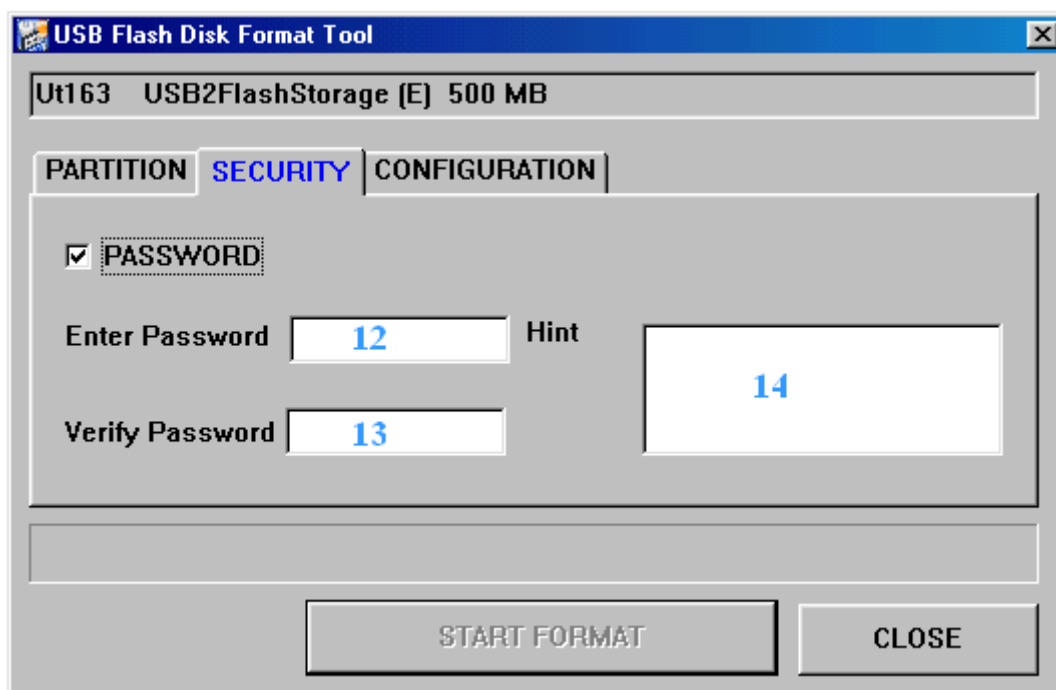 USB Flash Disk Format Tool
Ut163 USB2FlashStorage (E) 500 MB
PARTITION SECURITY CONFIGURATION
PASSWORD
Enter Password 12 Hint 14
Verify Password 13
START FORMAT CLOSE